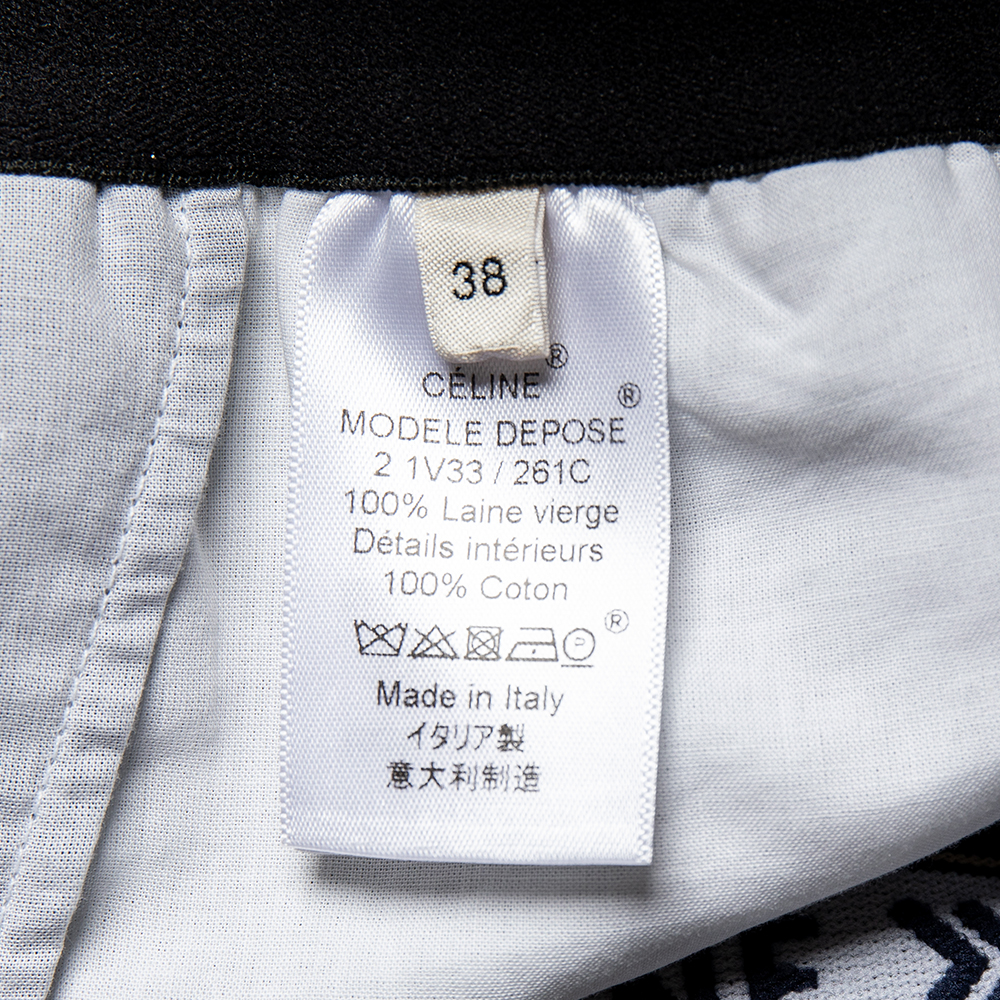 38
CÉLINE®
MODELE DEPOSE®
2 1V33 / 261C
100% Laine vierge
Détails intérieurs
100% Coton
P ®
Made in Italy
イタリア製
意大利制造